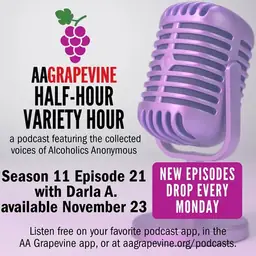 AAGRAPEVINE
HALF-HOUR
VARIETY HOUR
a podcast featuring the collected
voices of Alcoholics Anonymous
Season 11 Episode 21
with Darla A.
available November 23
NEW EPISODES
DROP EVERY
MONDAY
Listen free on your favorite podcast app, in the
AA Grapevine app, or at aagrapevine.org/podcasts.